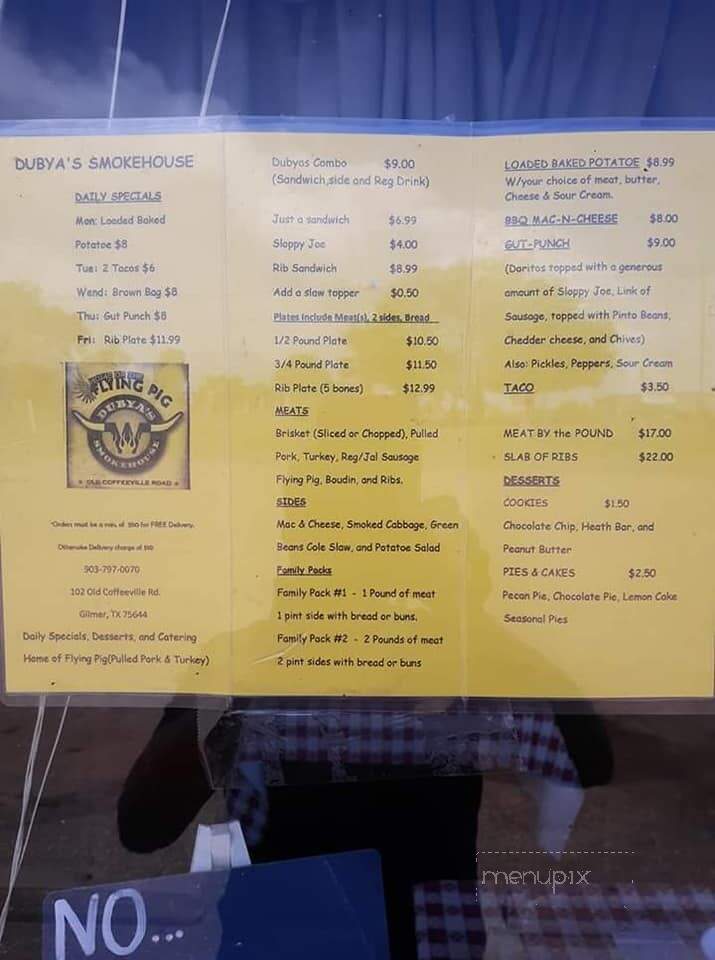 DUBYA'S SMOKEHOUSE
DAILY SPECIALS
Mon: Loaded Baked
Potatoe $8
Tue: 2 Tacos $6
Wend: Brown Bag $8
Thu: Gut Punch $8
Fri: Rib Plate $11.99
FLYING PIG
DUBYA'S
SMOKEHOUSE
OLD COFFEEVILLE ROAD
*Orders must be a min. of $50 for FREE Delivery.
Otherwise Delivery charge of
903-797-0070
102 Old Coffeeville Rd.
Gilmer, TX 75644
Daily Specials, Desserts, and Catering
Home of Flying Pig(Pulled Pork & Turkey)
Dubyas Combo $9.00
(Sandwich,side and Reg Drink)
Just a sandwich $6.99
Sloppy Joe $4.00
Rib Sandwich $8.99
Add a slaw topper $0.50
Plates Include Meat(s), 2 sides, Bread
1/2 Pound Plate $10.50
3/4 Pound Plate $11.50
Rib Plate (5 bones) $12.99
MEATS
Brisket (Sliced or Chopped), Pulled
Pork, Turkey, Reg/Jal Sausage
Flying Pig, Boudin, and Ribs.
SIDES
Mac & Cheese, Smoked Cabbage, Green
Beans Cole Slaw, and Potatoe Salad
Family Packs
Family Pack #1 - 1 Pound of meat
1 pint side with bread or buns.
Family Pack #2 - 2 Pounds of meat
2 pint sides with bread or buns
LOADED BAKED POTATOE $8.99
W/your choice of meat, butter,
Cheese & Sour Cream.
BBQ MAC-N-CHEESE $8.00
GUT-PUNCH $9.00
(Doritos topped with a generous
amount of Sloppy Joe, Link of
Sausage, topped with Pinto Beans,
Chedder cheese, and Chives)
Also: Pickles, Peppers, Sour Cream
TACO $3.50
MEAT BY the POUND $17.00
SLAB OF RIBS $22.00
DESSERTS
COOKIES $1.50
Chocolate Chip, Heath Bar, and
Peanut Butter
PIES & CAKES $2.50
Pecan Pie, Chocolate Pie, Lemon Cake
Seasonal Pies
menupix
NO...